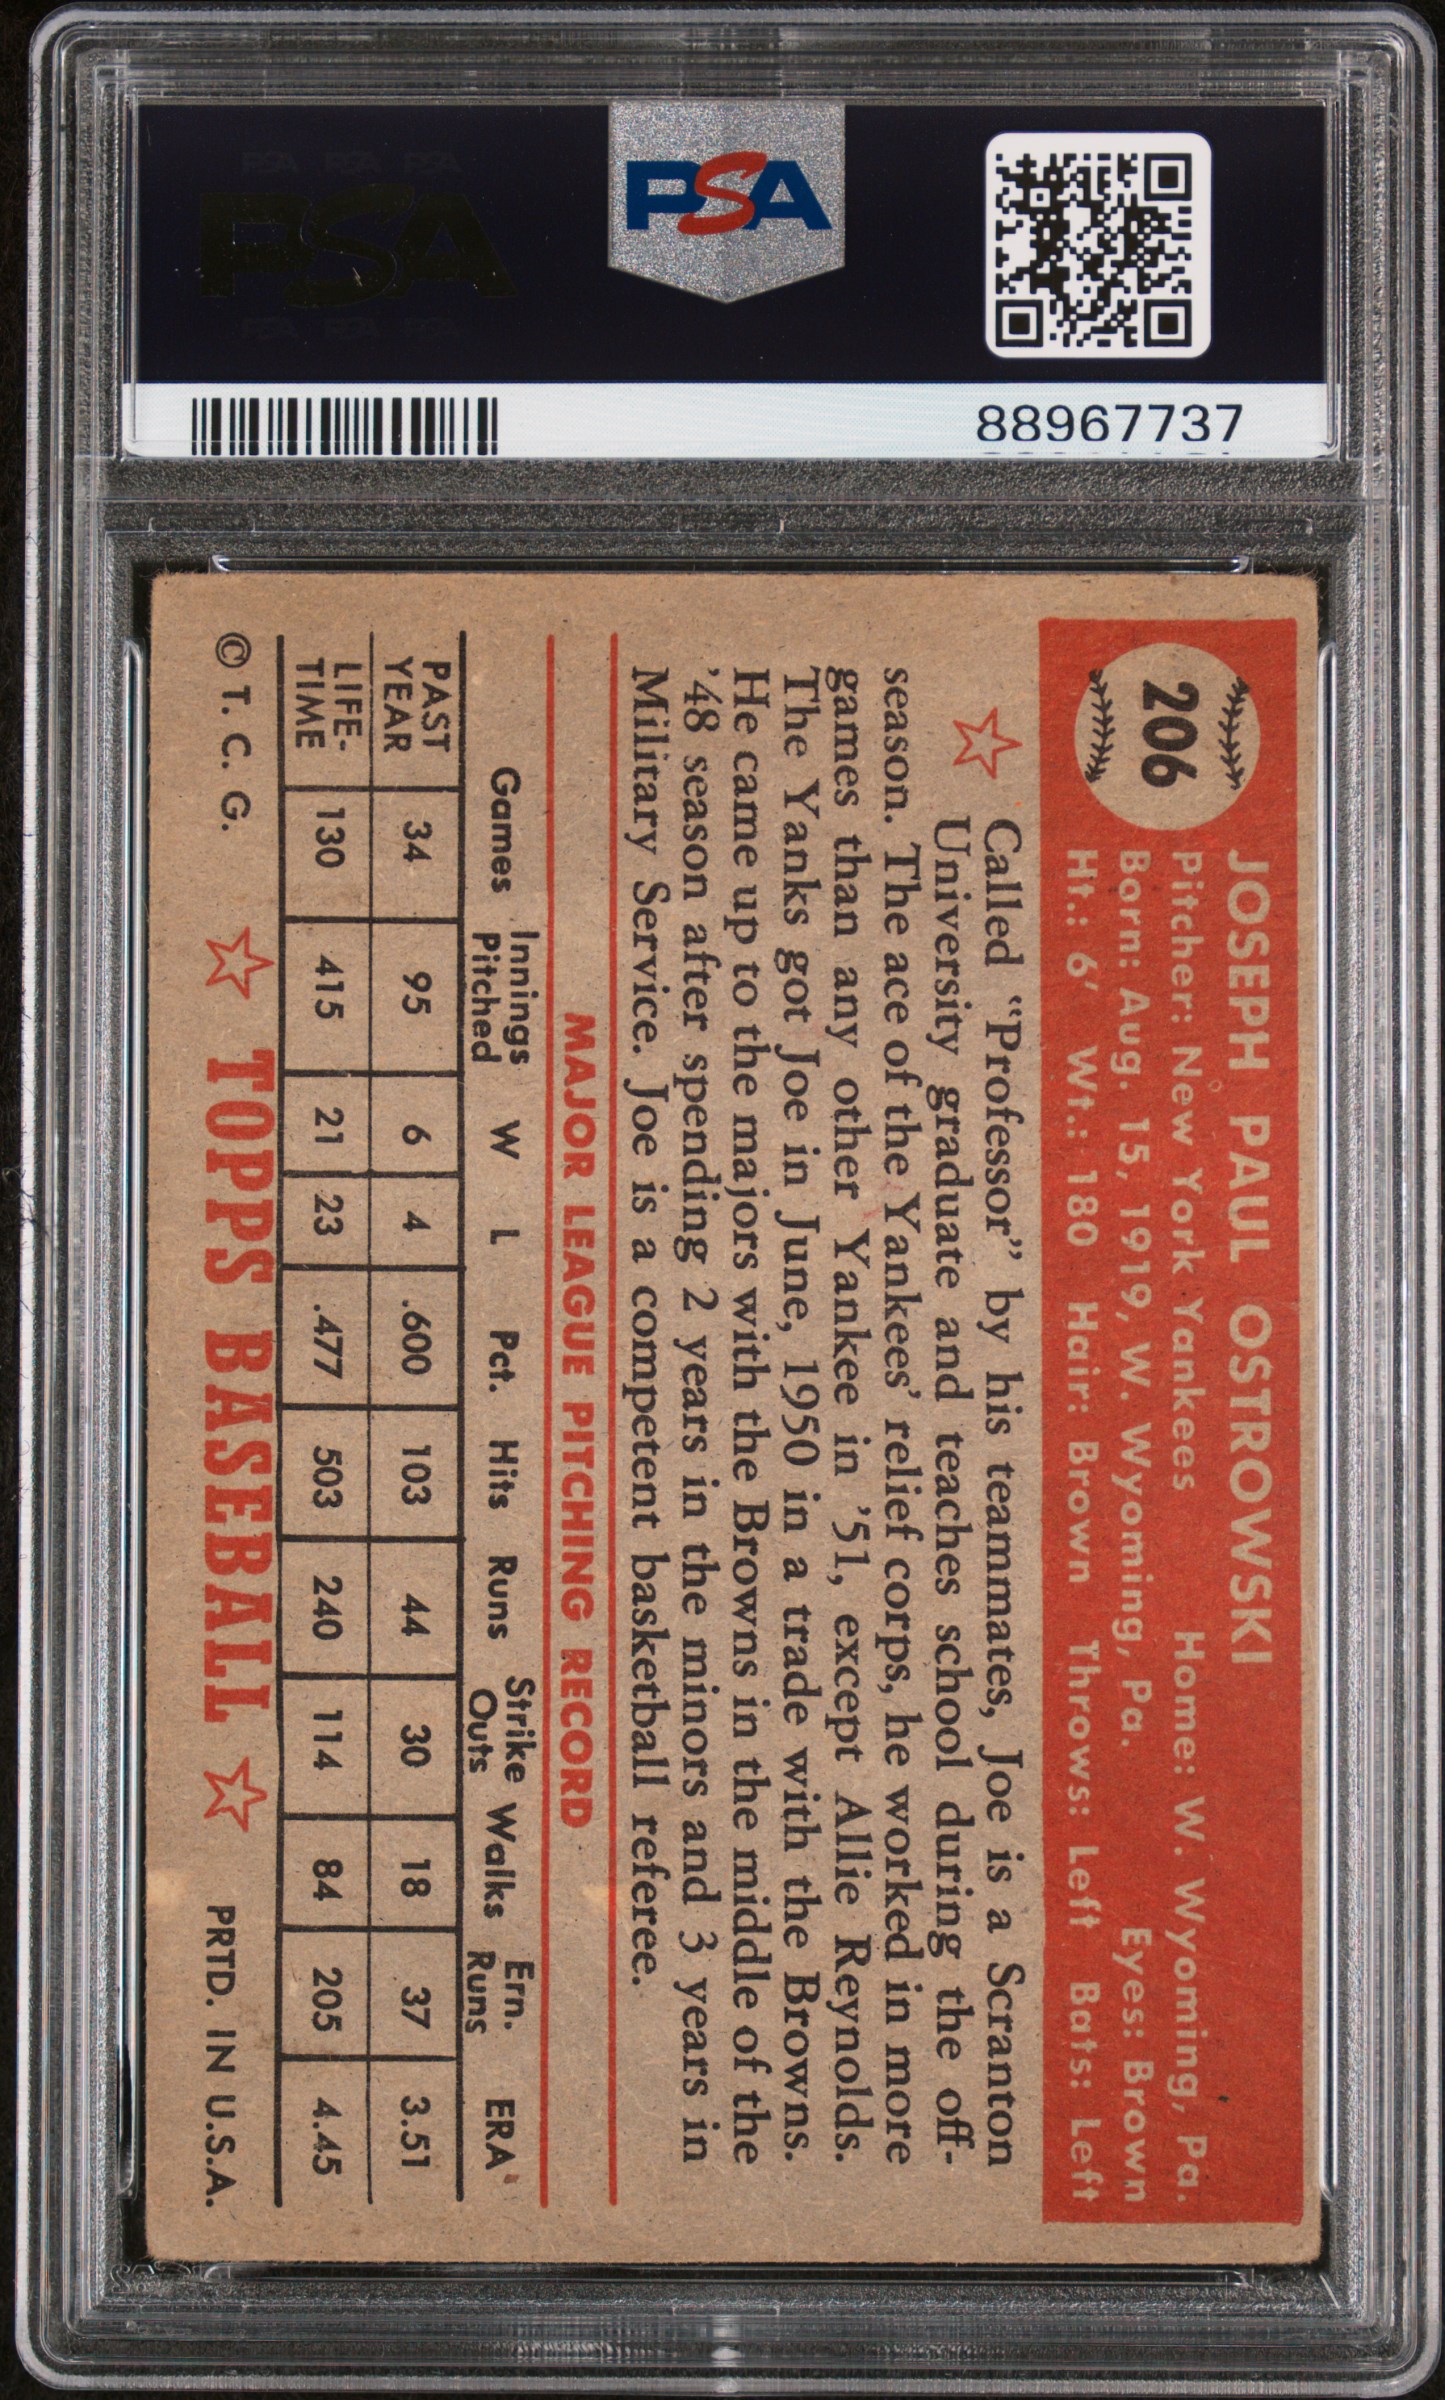 PSA
PSA PSA PSA
PSA
PSA PSA PSA
88967737
206
JOSEPH PAUL OSTROWSKI
Pitcher: New York Yankees Home: W. Wyoming, Pa.
Born: Aug. 15, 1919, W. Wyoming, Pa. Eyes: Brown
Ht.: 6′ Wt.: 180 Hair: Brown Throws: Left Bats: Left
Called “Professor” by his teammates, Joe is a Scranton
University graduate and teaches school during the off-
season. The ace of the Yankees’ relief corps, he worked in more
games than any other Yankee in ’51, except Allie Reynolds.
The Yanks got Joe in June, 1950 in a trade with the Browns.
He came up to the majors with the Browns in the middle of the
’48 season after spending 2 years in the minors and 3 years in
Military Service. Joe is a competent basketball referee.
MAJOR LEAGUE PITCHING RECORD
Games Innings Pitched W L Pct. Hits Runs Strike Outs Walks Ern. Runs ERA
PAST YEAR 34 95 6 4 .600 103 44 30 18 37 3.51
LIFE-TIME 130 415 21 23 .477 503 240 114 84 205 4.45
© T. C. G. TOPPS BASEBALL PRTD. IN U.S.A.